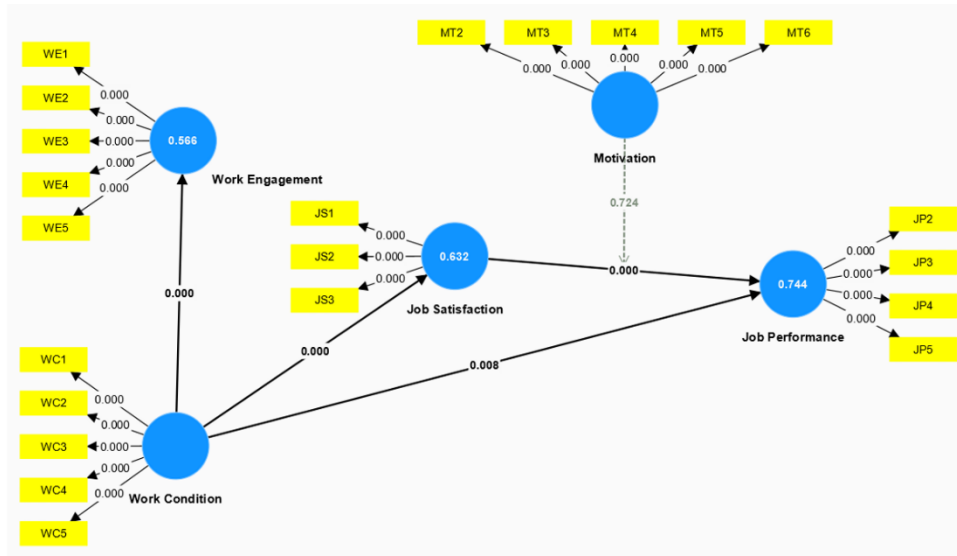 MT2
MT3
MT4
MT5
MT6
0.000
0.000
0.000
0.000
0.000
Motivation
0.724
WE1
WE2
WE3
WE4
WE5
0.000
0.000
0.000
0.000
0.000
0.566
Work Engagement
JS1
JS2
JS3
0.000
0.000
0.000
0.632
Job Satisfaction
0.000
0.744
Job Performance
JP2
JP3
JP4
JP5
0.000
0.000
0.000
0.000
0.000
0.000
0.008
WC1
WC2
WC3
WC4
WC5
0.000
0.000
0.000
0.000
0.000
Work Condition